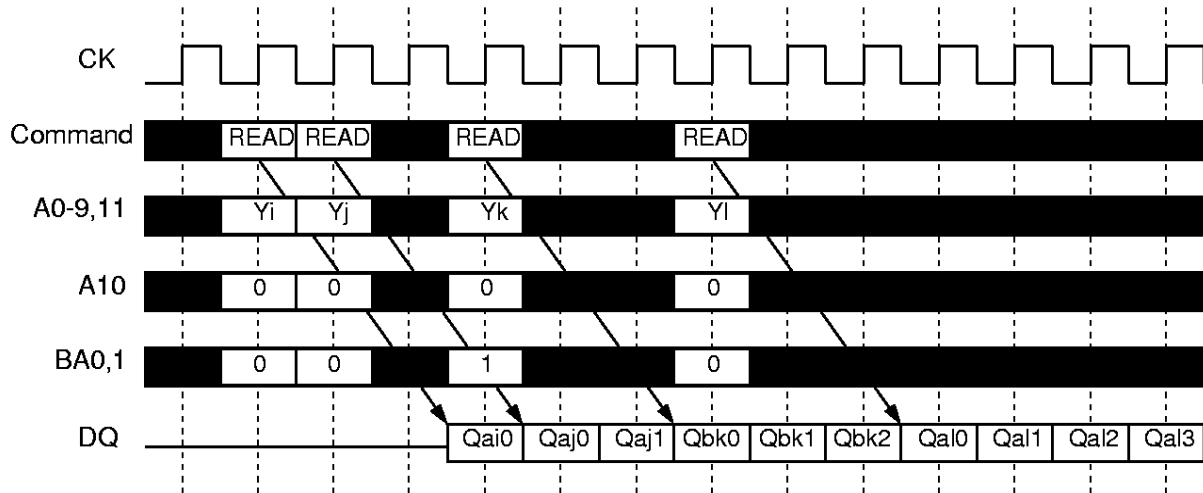 CK
Command READ READ READ READ
A0-9,11 Yi Yj Yk Yl
A10 0 0 0 0
BA0,1 0 0 1 0
DQ Qai0 Qaj0 Qaj1 Qbk0 Qbk1 Qbk2 Qal0 Qal1 Qal2 Qal3